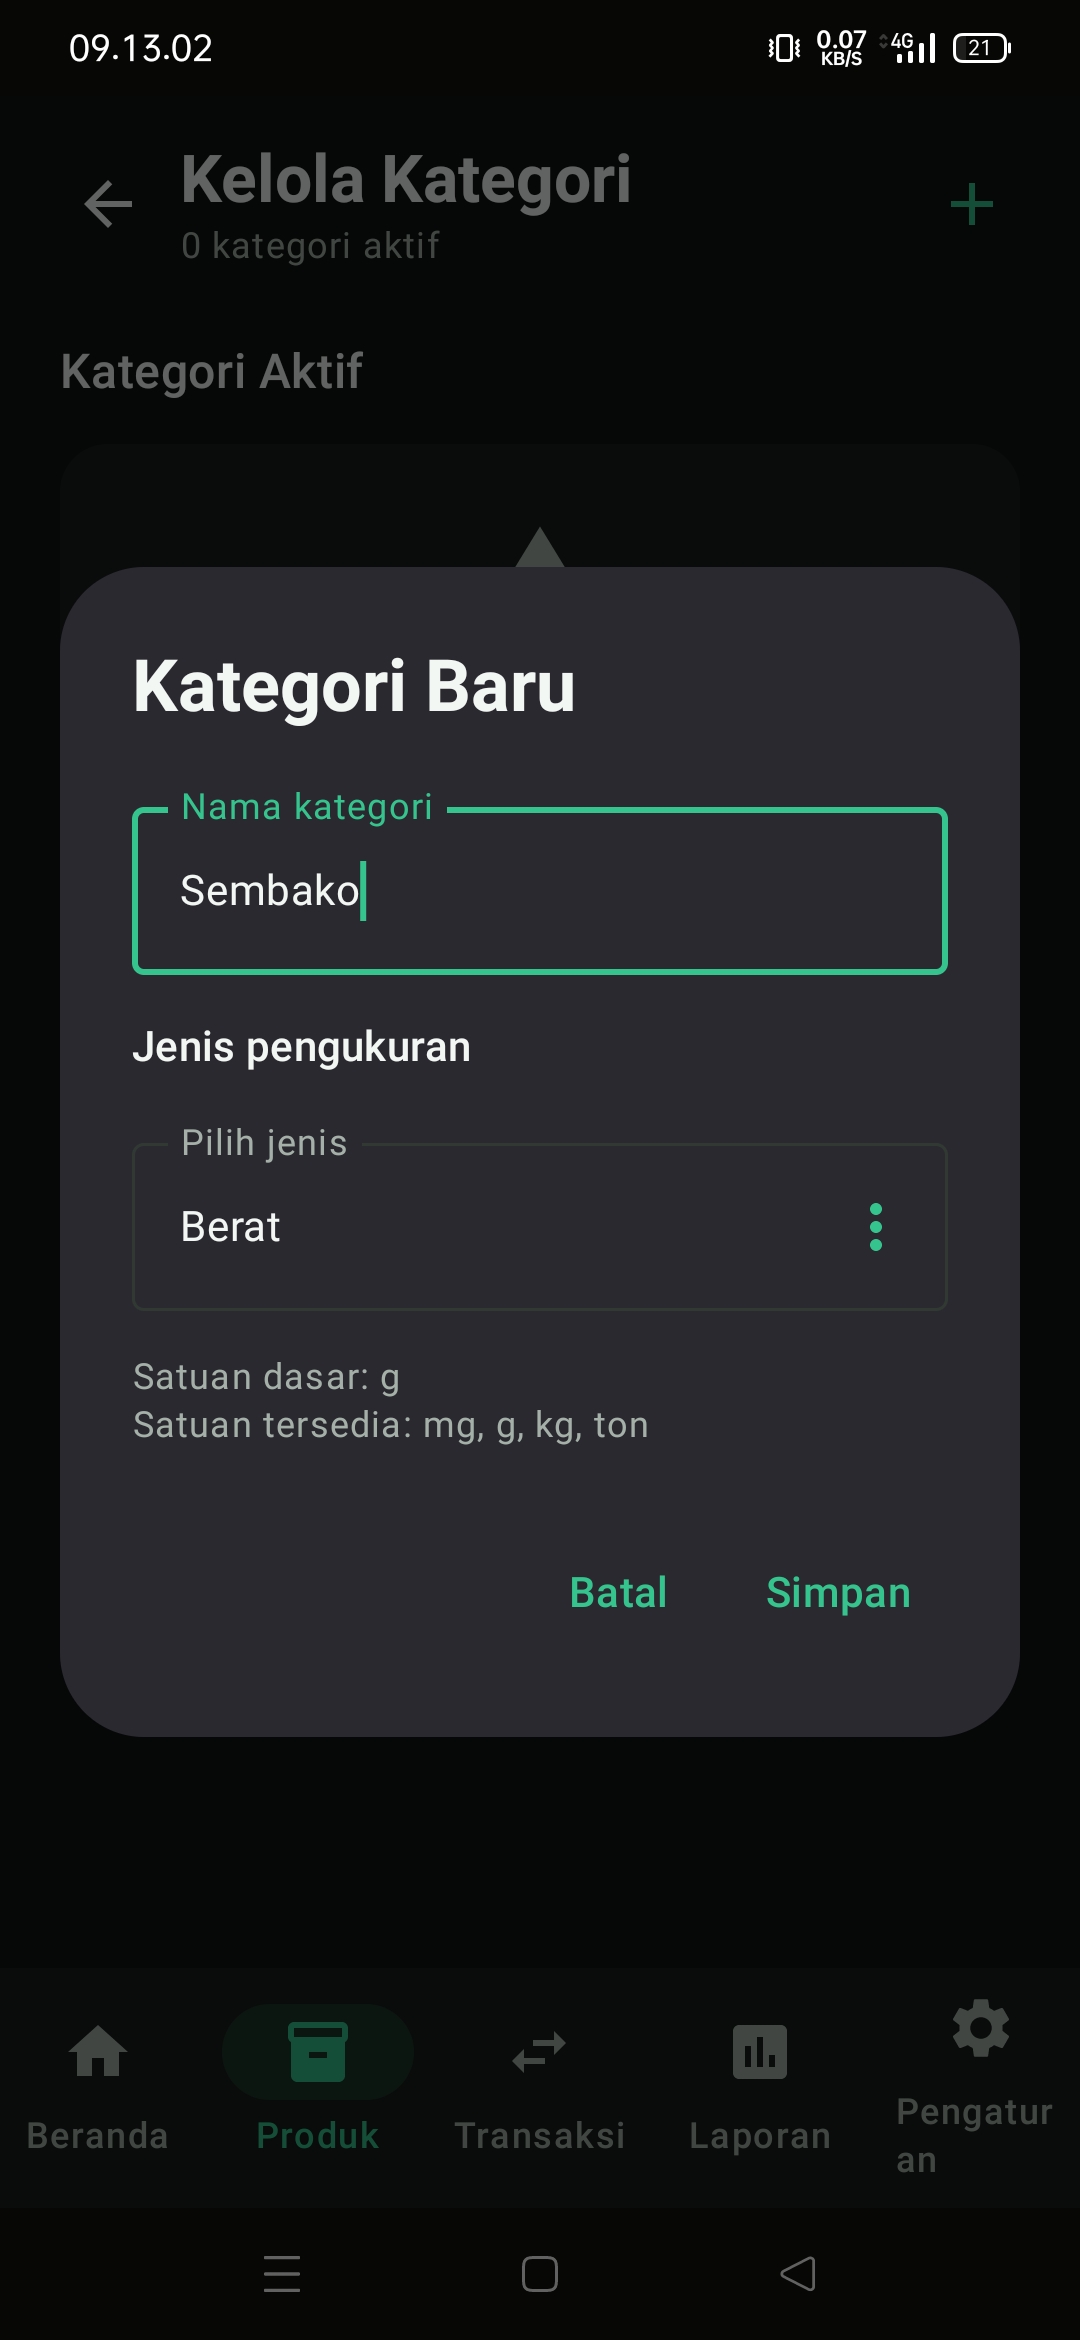 09.13.02
0.07
KB/S
4G
21
Kelola Kategori
0 kategori aktif
Kategori Aktif
Kategori Baru
Nama kategori
Sembako
Jenis pengukuran
Pilih jenis
Berat
Satuan dasar: g
Satuan tersedia: mg, g, kg, ton
Batal
Simpan
Beranda
Produk
Transaksi
Laporan
Pengatur
an